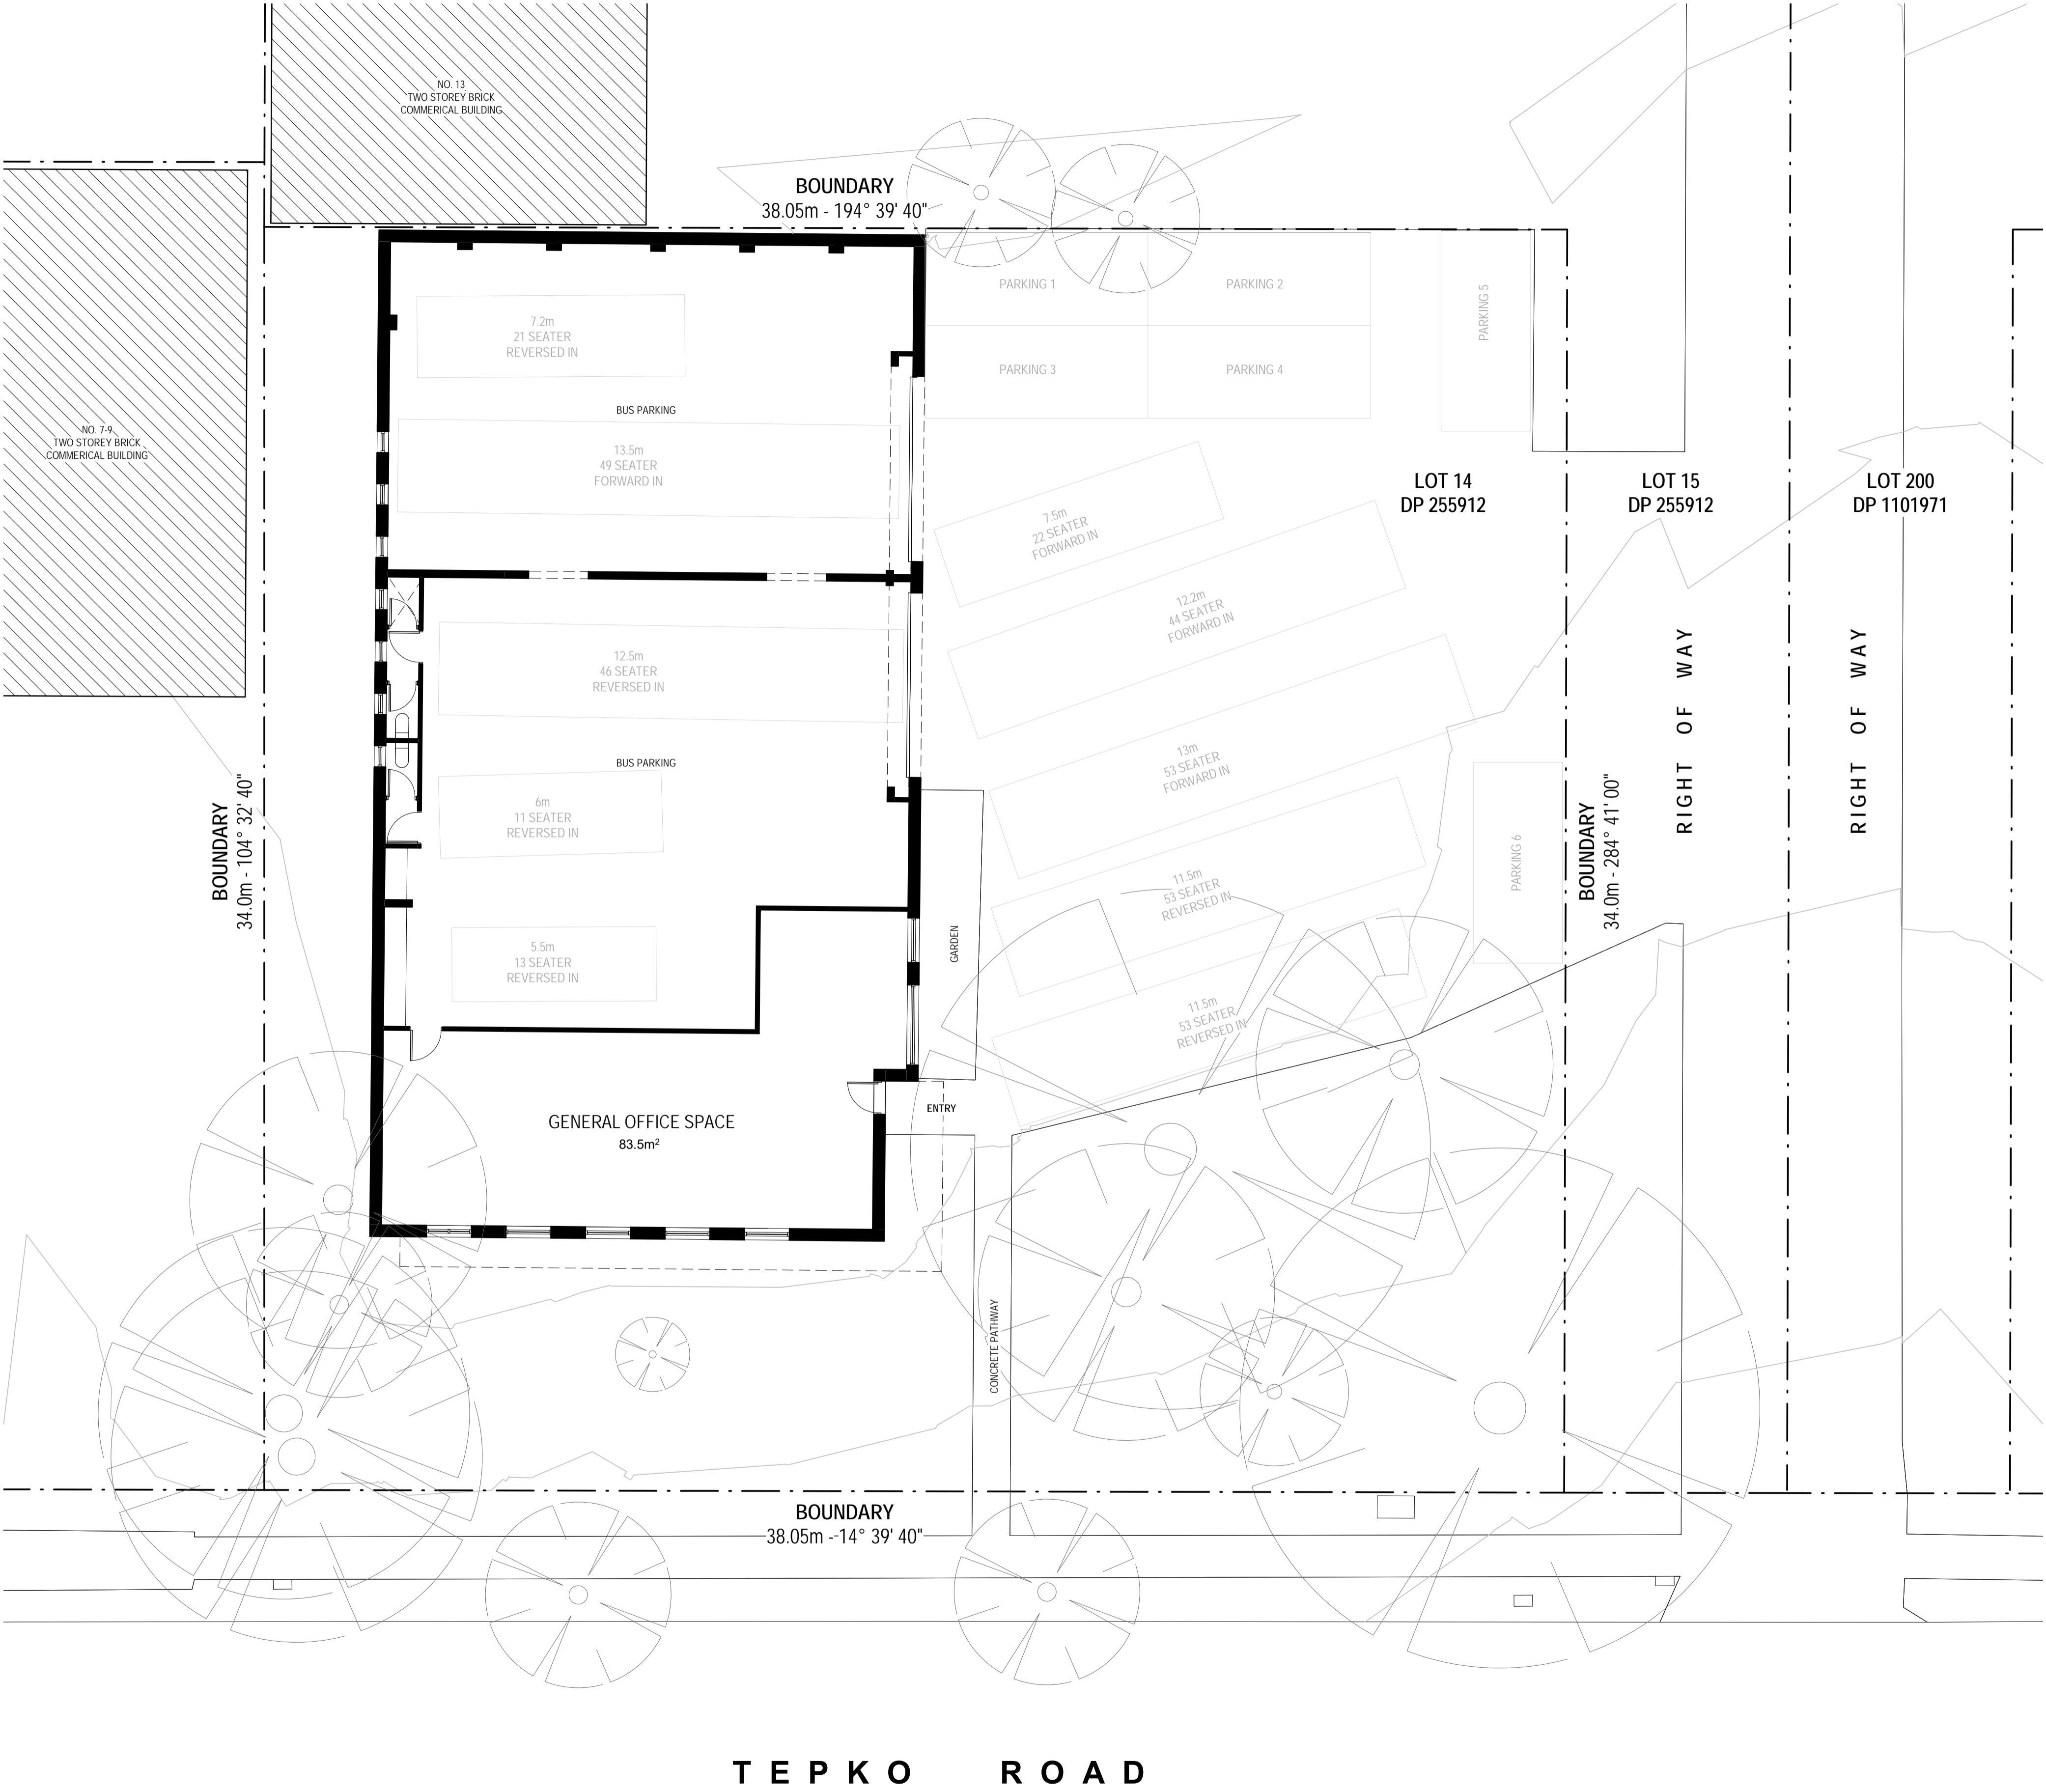 NO. 13
TWO STOREY BRICK
COMMERICAL BUILDING
BOUNDARY
38.05m - 194° 39' 40"
NO. 7-9
TWO STOREY BRICK
COMMERICAL BUILDING
7.2m
21 SEATER
REVERSED IN
BUS PARKING
13.5m
49 SEATER
FORWARD IN
PARKING 1
PARKING 2
PARKING 3
PARKING 4
PARKING 5
LOT 14
DP 255912
LOT 15
DP 255912
LOT 200
DP 1101971
7.5m
22 SEATER
FORWARD IN
12.2m
44 SEATER
FORWARD IN
12.5m
46 SEATER
REVERSED IN
BUS PARKING
13m
53 SEATER
FORWARD IN
6m
11 SEATER
REVERSED IN
11.5m
53 SEATER
REVERSED IN
5.5m
13 SEATER
REVERSED IN
11.5m
53 SEATER
REVERSED IN
BOUNDARY
34.0m - 104° 32' 40"
GARDEN
PARKING 6
BOUNDARY
34.0m - 284° 41' 00"
RIGHT OF WAY
RIGHT OF WAY
GENERAL OFFICE SPACE
83.5m²
ENTRY
CONCRETE PATHWAY
BOUNDARY
38.05m - 14° 39' 40"
TEPKO ROAD